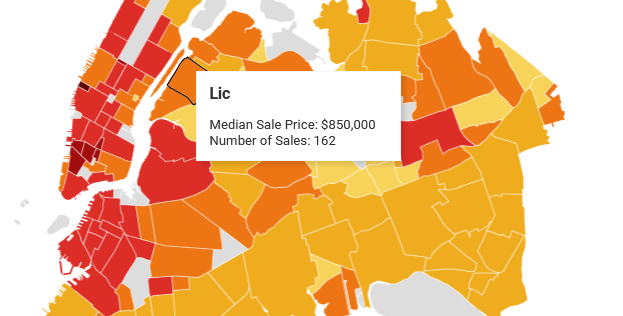 Lic
Median Sale Price: $850,000
Number of Sales: 162